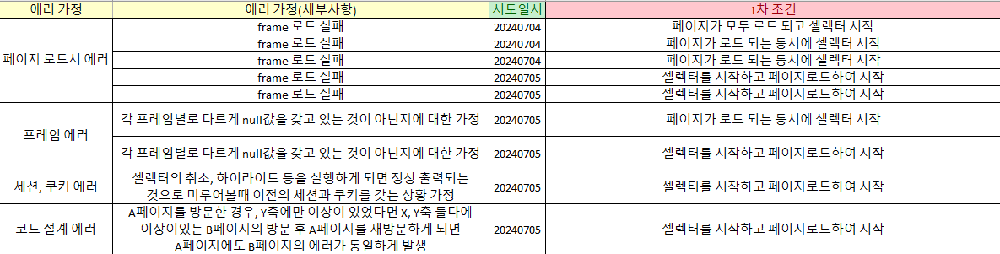 에러 가정 에러 가정(세부사항) 시도일시 1차 조건
페이지 로드시 에러
frame 로드 실패 20240704 페이지가 모두 로드 되고 셀렉터 시작
frame 로드 실패 20240704 페이지가 로드 되는 동시에 셀렉터 시작
frame 로드 실패 20240704 페이지가 로드 되는 동시에 셀렉터 시작
frame 로드 실패 20240705 셀렉터를 시작하고 페이지로드하여 시작
frame 로드 실패 20240705 셀렉터를 시작하고 페이지로드하여 시작
프레임 에러
각 프레임별로 다르게 null값을 갖고 있는 것이 아닌지에 대한 가정 20240705 페이지가 로드 되는 동시에 셀렉터 시작
각 프레임별로 다르게 null값을 갖고 있는 것이 아닌지에 대한 가정 20240705 셀렉터를 시작하고 페이지로드하여 시작
세션, 쿠키 에러
셀렉터의 취소, 하이라이트 등을 실행하게 되면 정상 출력되는
것으로 미루어볼때 이전의 세션과 쿠키를 갖는 상황 가정
20240705 셀렉터를 시작하고 페이지로드하여 시작
코드 설계 에러
A페이지를 방문한 경우, Y축에만 이상이 있었다면 X, Y축 둘다에
이상이있는 B페이지의 방문 후 A페이지를 재방문하게 되면
A페이지에도 B페이지의 에러가 동일하게 발생
20240705 셀렉터를 시작하고 페이지로드하여 시작